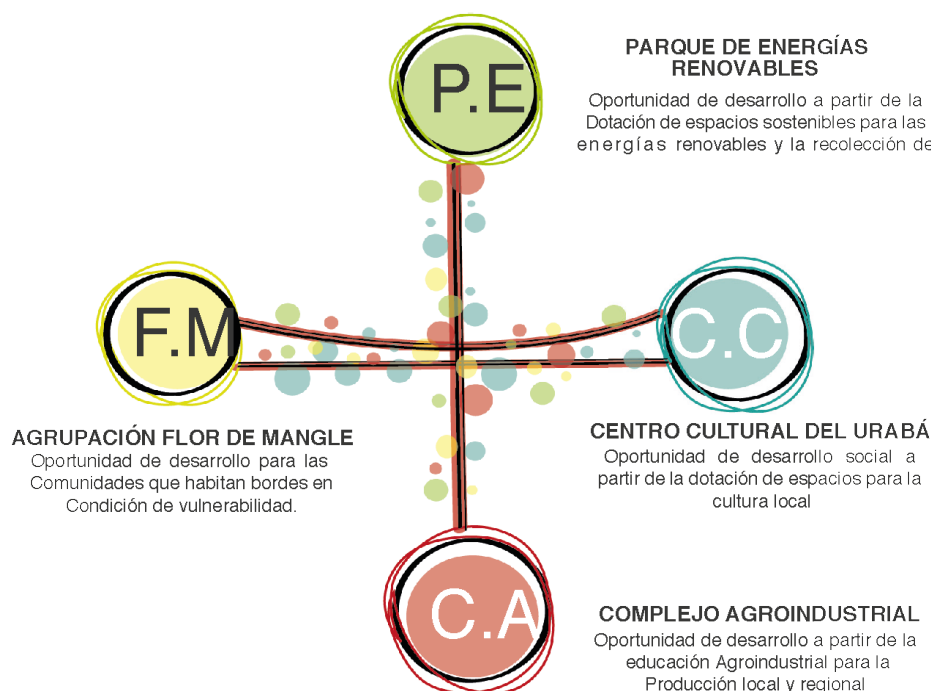 P.E
PARQUE DE ENERGÍAS
RENOVABLES
Oportunidad de desarrollo a partir de la
Dotación de espacios sostenibles para las
energías renovables y la recolección de
F.M
C.C
AGRUPACIÓN FLOR DE MANGLE
Oportunidad de desarrollo para las
Comunidades que habitan bordes en
Condición de vulnerabilidad.
CENTRO CULTURAL DEL URABÁ
Oportunidad de desarrollo social a
partir de la dotación de espacios para la
cultura local
C.A
COMPLEJO AGROINDUSTRIAL
Oportunidad de desarrollo a partir de la
educación Agroindustrial para la
Producción local y regional